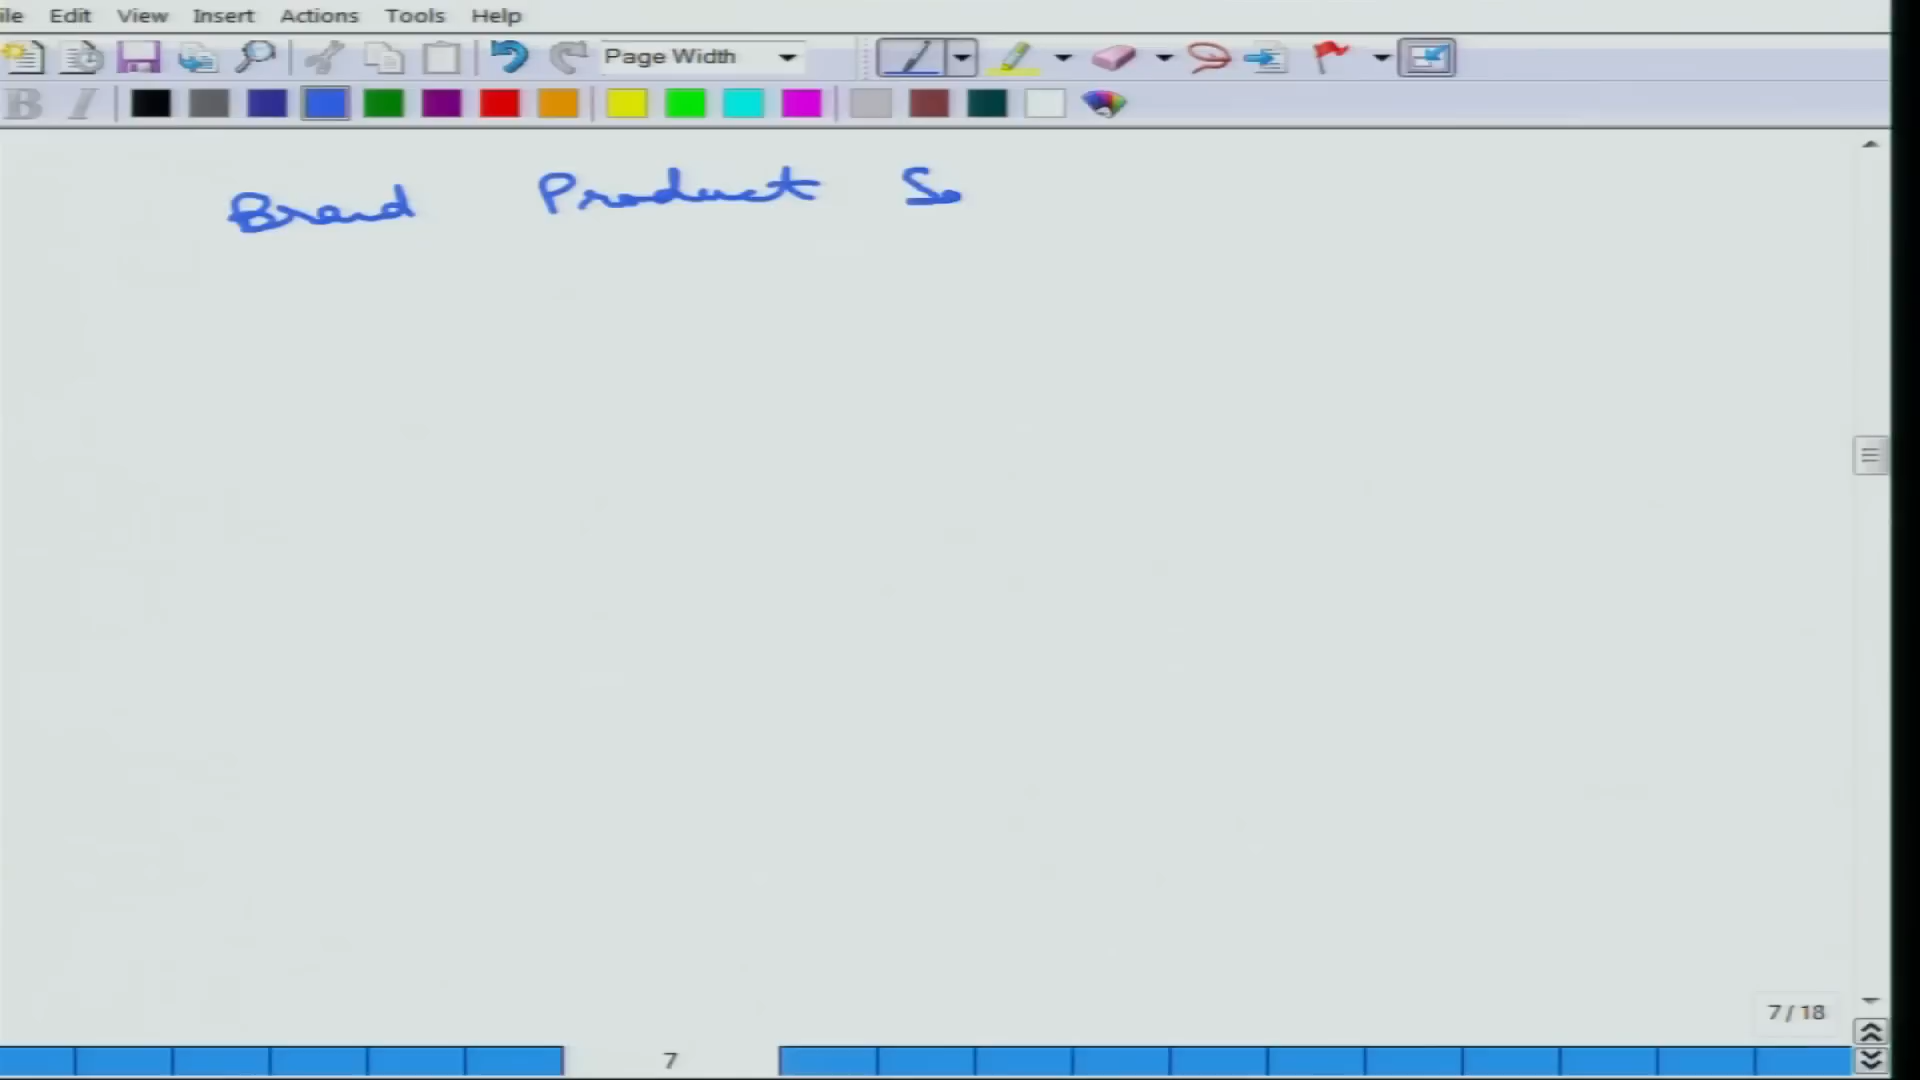 ile Edit View Insert Actions Tools Help
Page Width
B I
Brand Product So
7 / 18
7